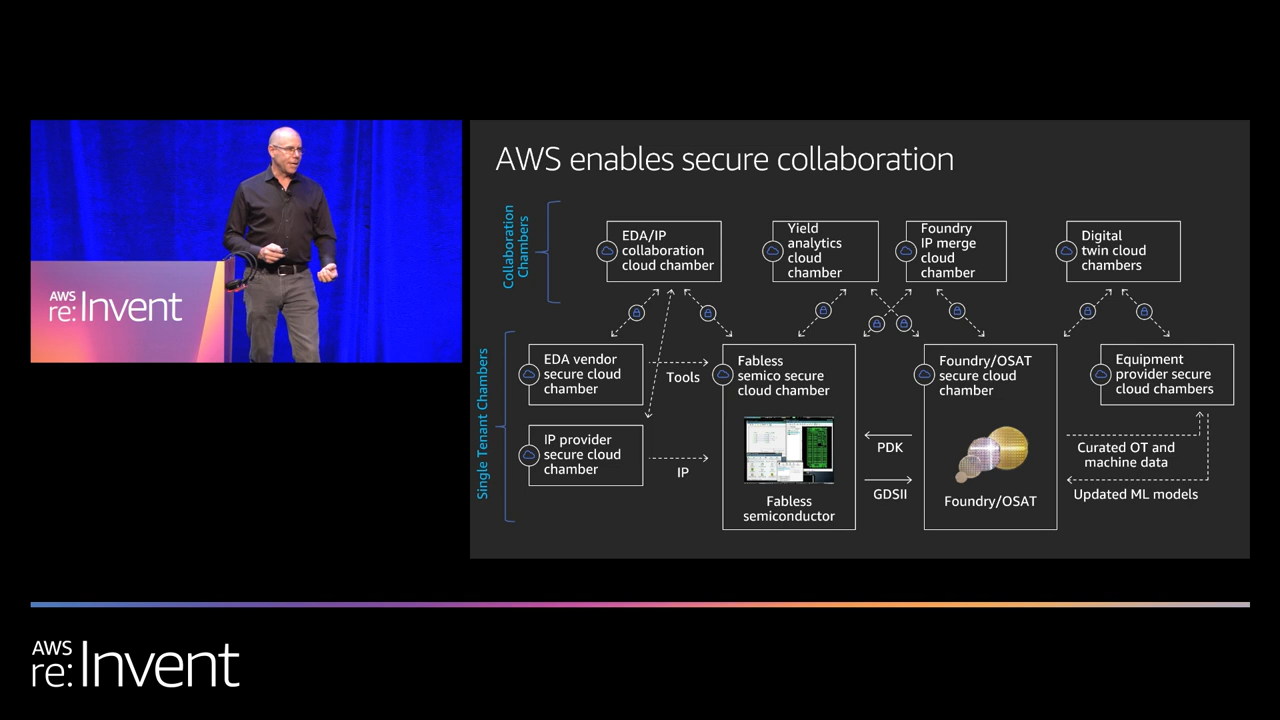 AWS
re:Invent
AWS enables secure collaboration
Collaboration
Chambers
EDA/IP
collaboration
cloud chamber
Yield
analytics
cloud
chamber
Foundry
IP merge
cloud
chamber
Digital
twin cloud
chambers
Single Tenant Chambers
EDA vendor
secure cloud
chamber
Tools
Fabless
semico secure
cloud chamber
Foundry/OSAT
secure cloud
chamber
Equipment
provider secure
cloud chambers
IP provider
secure cloud
chamber
IP
Fabless
semiconductor
PDK
GDSII
Foundry/OSAT
Curated OT and
machine data
Updated ML models
AWS
re:Invent